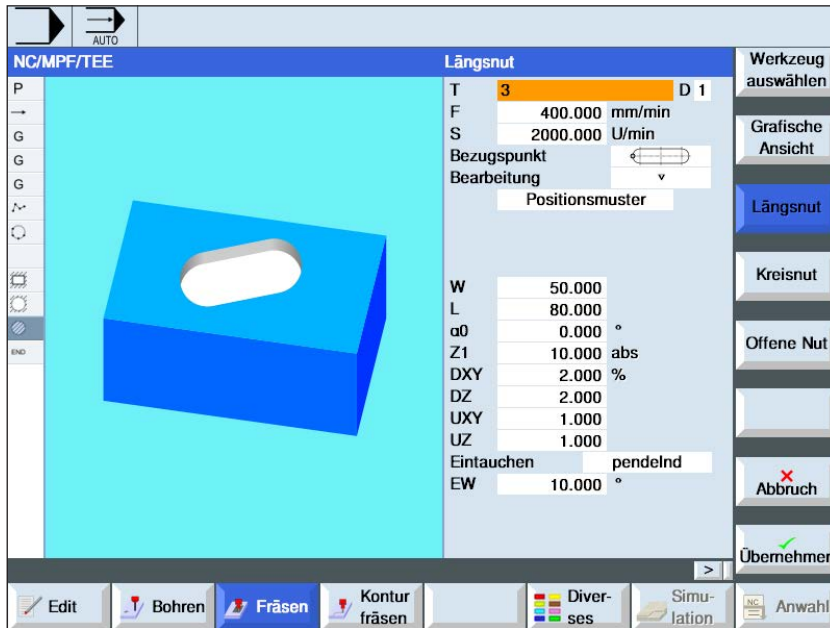 AUTO
NC/MPF/TEE
Längsnut
P
G
G
G
END
T 3 D 1
F 400.000 mm/min
S 2000.000 U/min
Bezugspunkt
Bearbeitung ▿
Positionsmuster
W 50.000
L 80.000
α0 0.000 °
Z1 10.000 abs
DXY 2.000 %
DZ 2.000
UXY 1.000
UZ 1.000
Eintauchen pendelnd
EW 10.000 °
>
Werkzeug
auswählen
Grafische
Ansicht
Längsnut
Kreisnut
Offene Nut
Abbruch
Übernehmen
Edit
Bohren
Fräsen
Kontur
fräsen
Diver-
ses
Simu-
lation
NC
Anwahl